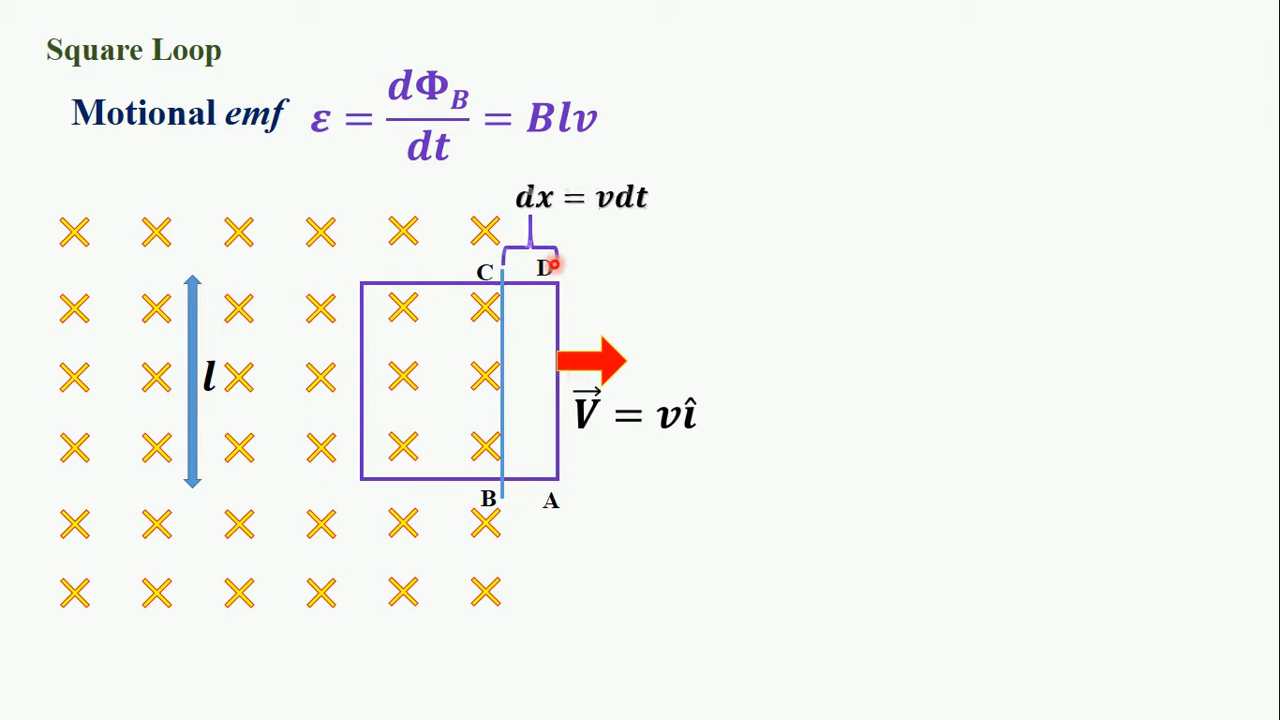 Square Loop
Motional emf ε = dΦ_B/dt = Blv
dx = vdt
C D
l
V⃗ = vî
B A